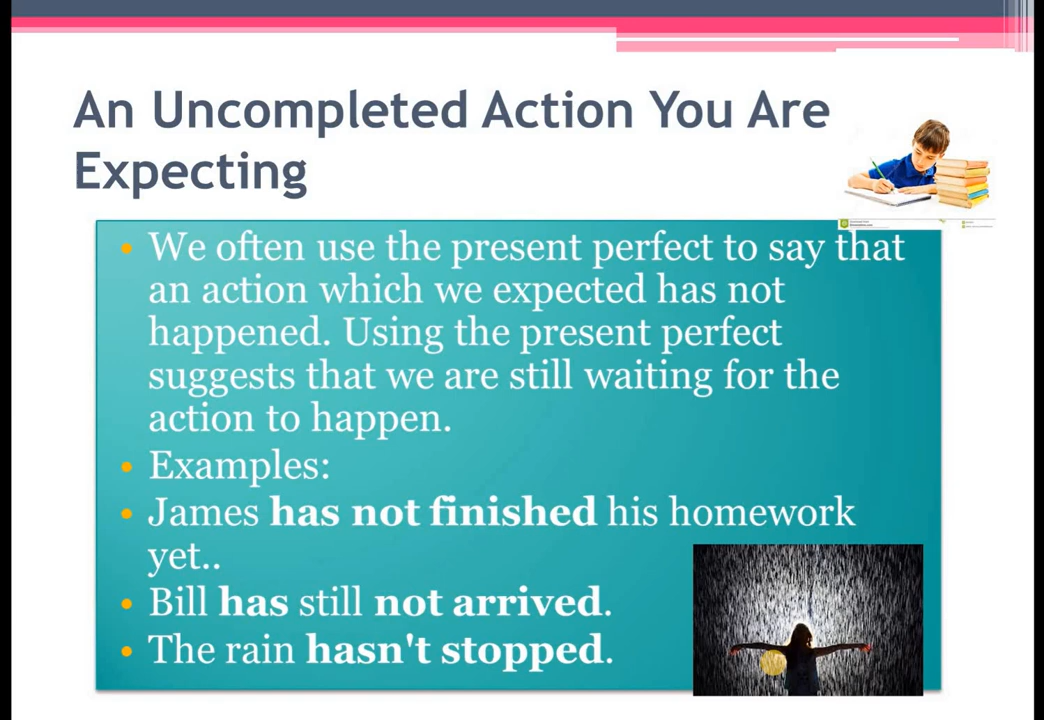 An Uncompleted Action You Are
Expecting
• We often use the present perfect to say that
an action which we expected has not
happened. Using the present perfect
suggests that we are still waiting for the
action to happen.
• Examples:
• James has not finished his homework
yet..
• Bill has still not arrived.
• The rain hasn't stopped.